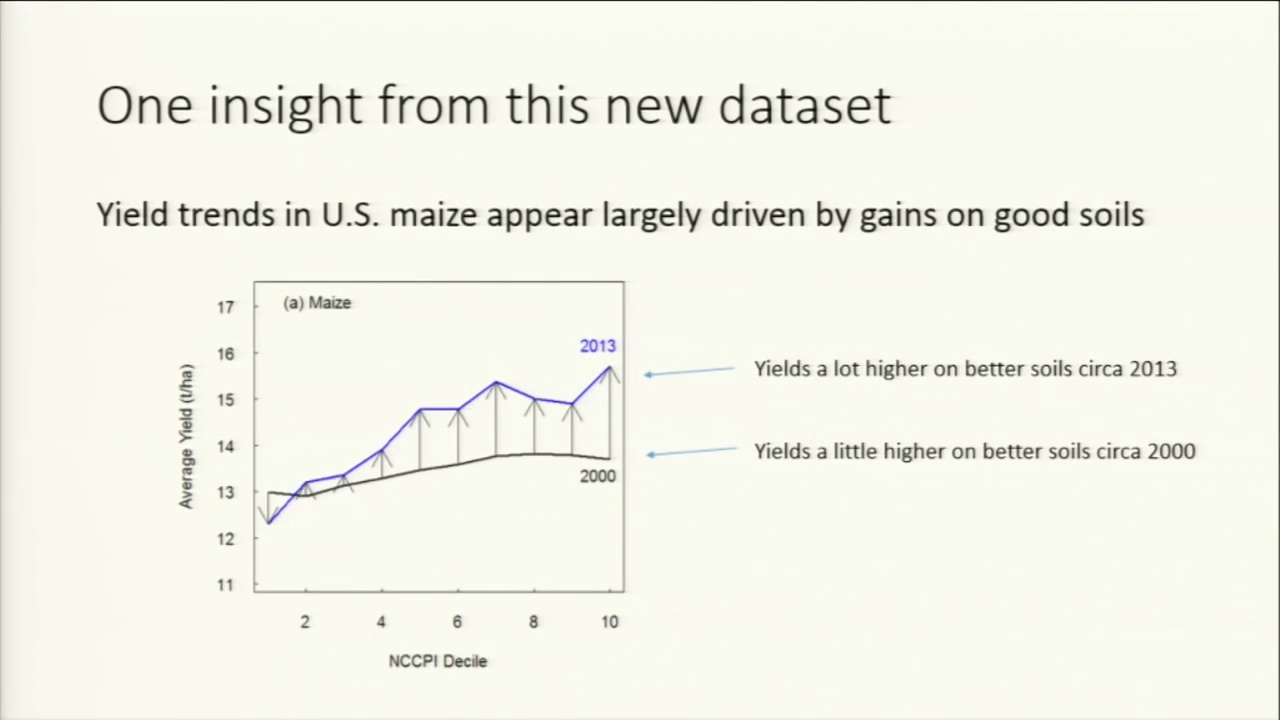 One insight from this new dataset
Yield trends in U.S. maize appear largely driven by gains on good soils
(a) Maize
17
16
15
14
13
12
11
Average Yield (t/ha)
2013
2000
2
4
6
8
10
NCCPI Decile
Yields a lot higher on better soils circa 2013
Yields a little higher on better soils circa 2000